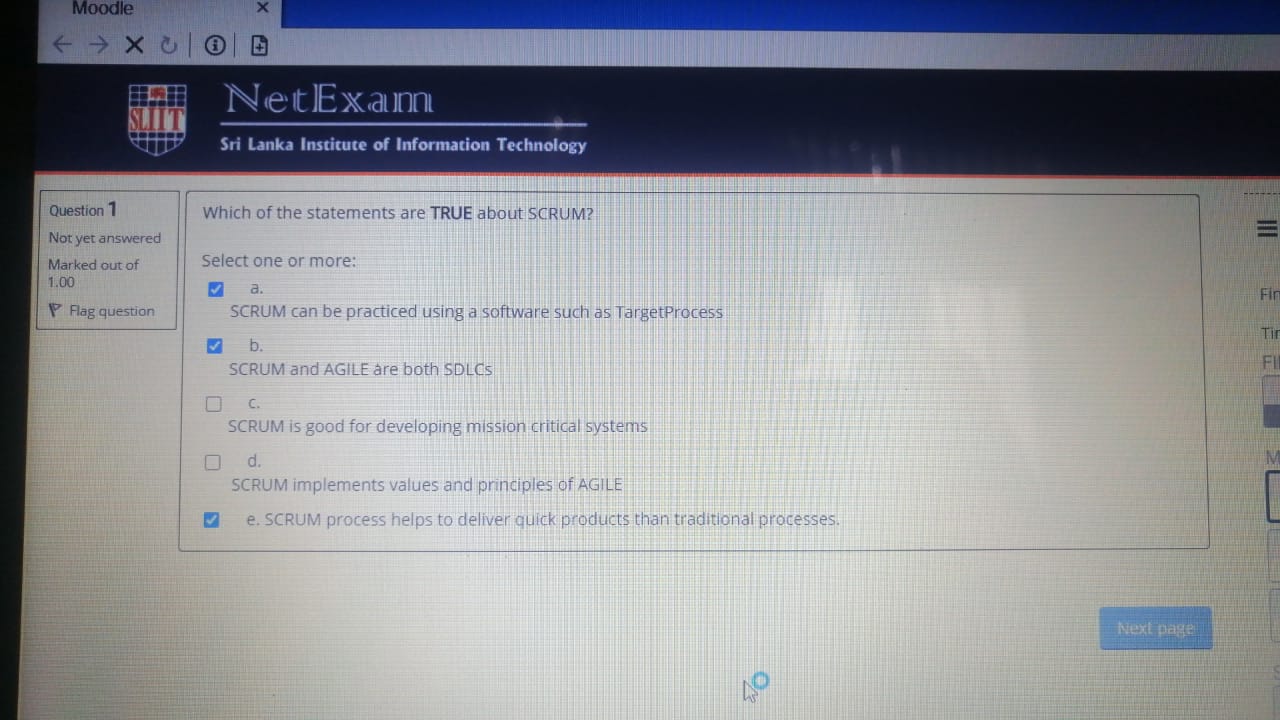 Moodle
NetExam
SLIIT
Sri Lanka Institute of Information Technology
Question 1
Not yet answered
Marked out of
1.00
Flag question
Which of the statements are TRUE about SCRUM?
Select one or more:
a.
SCRUM can be practiced using a software such as TargetProcess
b.
SCRUM and AGILE are both SDLCs
c.
SCRUM is good for developing mission critical systems
d.
SCRUM implements values and principles of AGILE
e. SCRUM process helps to deliver quick products than traditional processes.
Next page